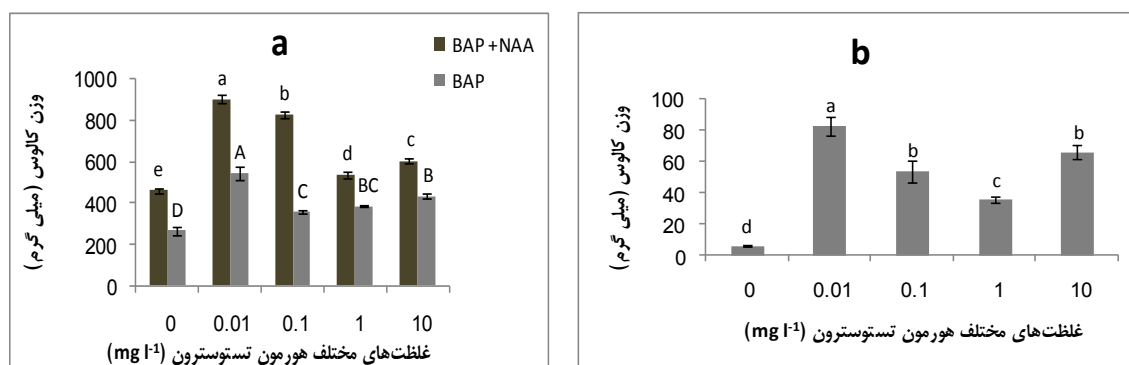 a
BAP +NAA
BAP
وزن کالوس (میلی گرم)
1000
800
600
400
200
0
e
D
a
A
b
C
d
BC
c
B
0 0.01 0.1 1 10
غلظت‌های مختلف هورمون تستوسترون (mg l-1)
b
وزن کالوس (میلی گرم)
100
80
60
40
20
0
d
a
b
c
b
0 0.01 0.1 1 10
غلظت‌های مختلف هورمون تستوسترون (mg l-1)